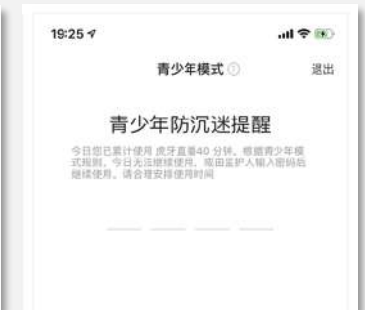 19:25
青少年模式
退出
青少年防沉迷提醒
今日您已累计使用 虎牙直播40 分钟，根据青少年模
式规则，今日无法继续使用，或由监护人输入密码后
继续使用，请合理安排使用时间